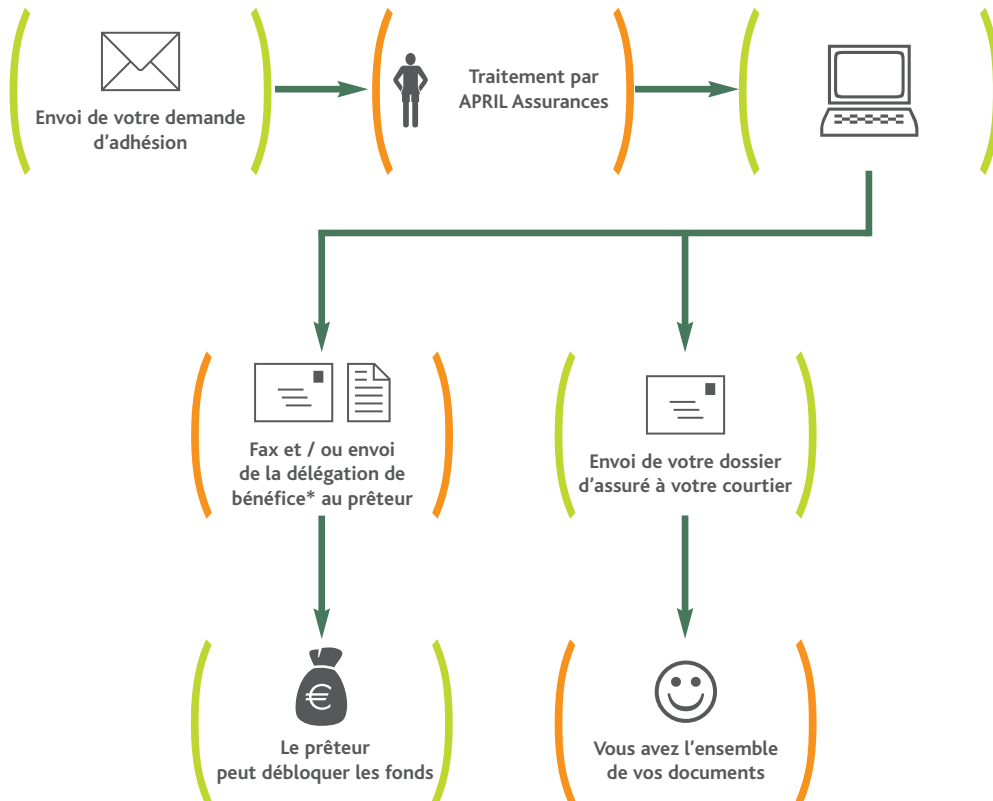 Envoi de votre demande
d'adhésion
Traitement par
APRIL Assurances
Fax et / ou envoi
de la délégation de
bénéfice* au prêteur
Envoi de votre dossier
d'assuré à votre courtier
€
Le prêteur
peut débloquer les fonds
Vous avez l'ensemble
de vos documents